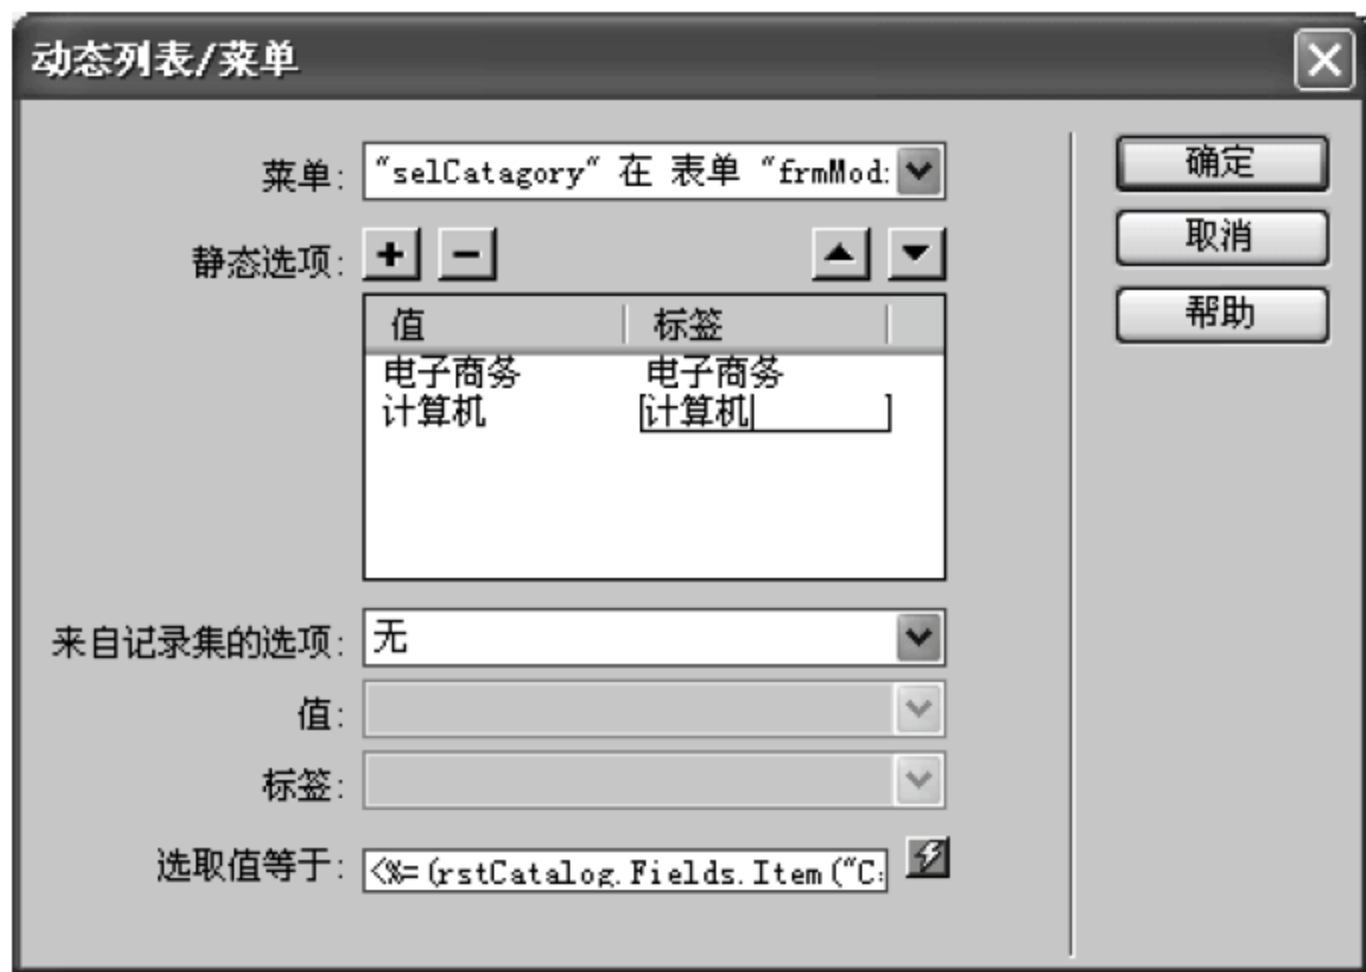 动态列表/菜单
菜单: "selCatagory" 在 表单 "frmMod:
确定
静态选项:
取消
值 标签
帮助
电子商务 电子商务
计算机 计算机
来自记录集的选项: 无
值:
标签:
选取值等于: <%=(rstCatalog.Fields.Item("C